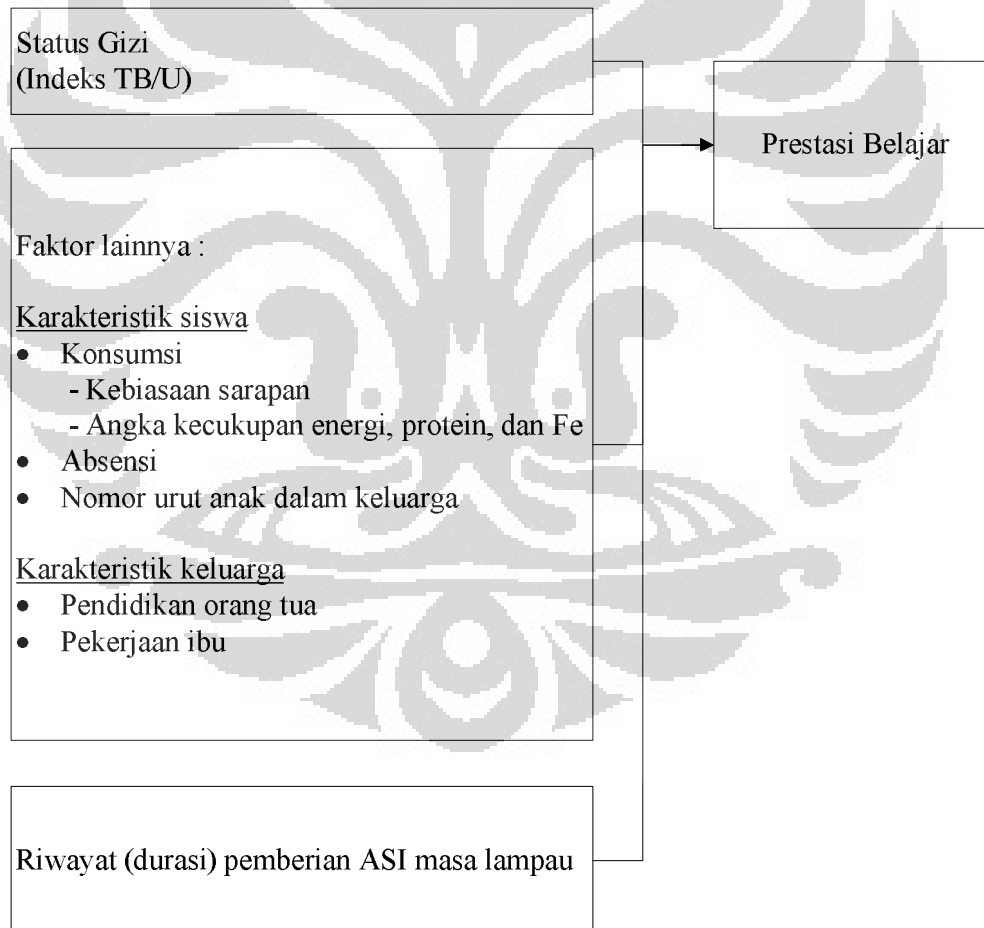 Status Gizi
(Indeks TB/U)
Prestasi Belajar
Faktor lainnya :
Karakteristik siswa
• Konsumsi
- Kebiasaan sarapan
- Angka kecukupan energi, protein, dan Fe
• Absensi
• Nomor urut anak dalam keluarga
Karakteristik keluarga
• Pendidikan orang tua
• Pekerjaan ibu
Riwayat (durasi) pemberian ASI masa lampau